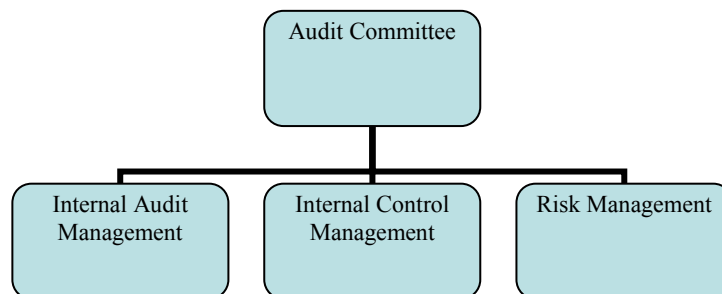 Audit Committee
Internal Audit
Management
Internal Control
Management
Risk Management